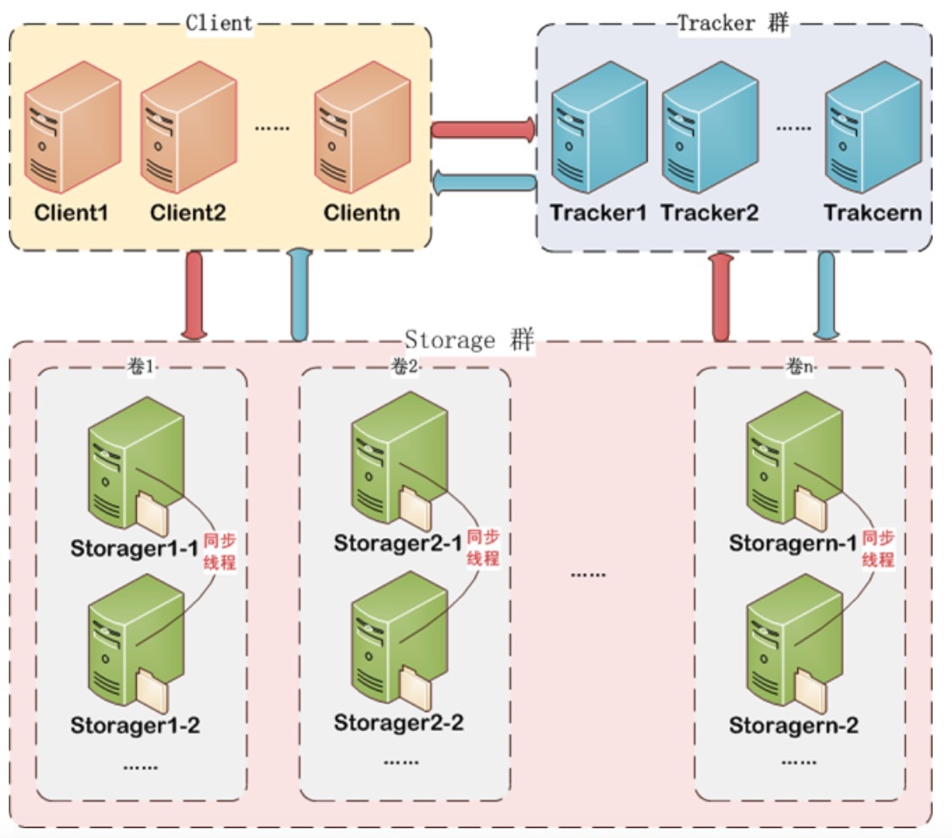 Client
Tracker 群
……
……
Client1
Client2
Clientn
Tracker1
Tracker2
Trakcern
Storage 群
卷1
卷2
卷n
Storager1-1
同步
线程
Storager2-1
同步
线程
……
Storagern-1
同步
线程
Storager1-2
Storager2-2
Storagern-2
……
……
……